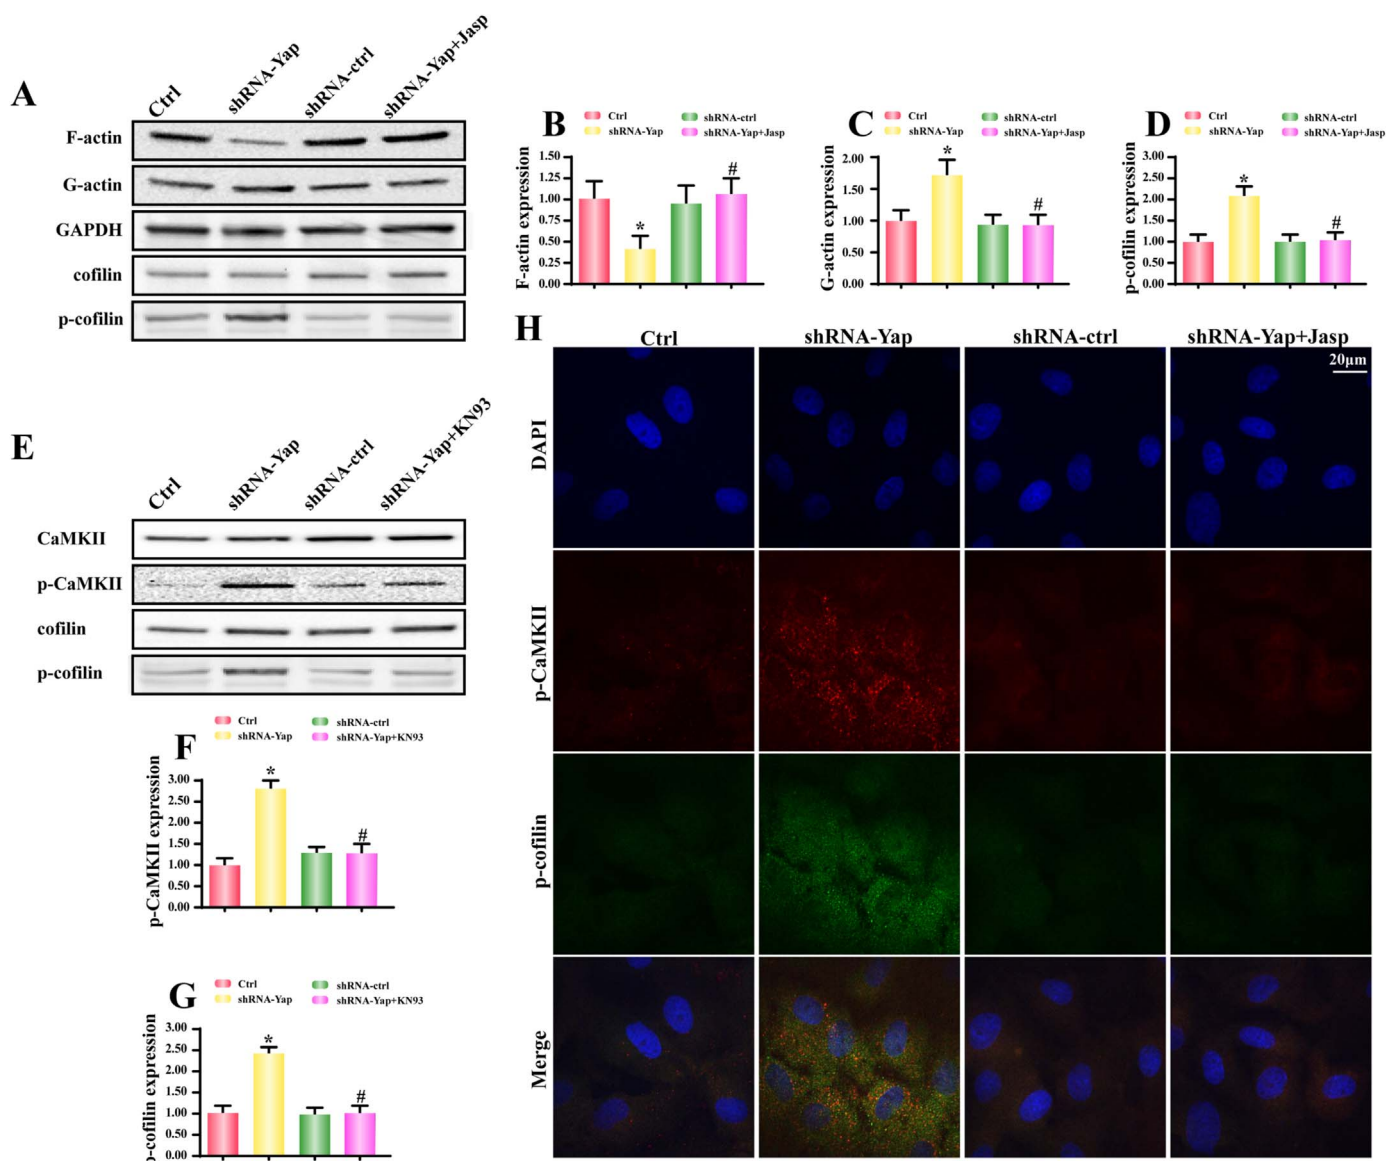 A
Ctrl
shRNA-Yap
shRNA-ctrl
shRNA-Yap+Jasp
F-actin
G-actin
GAPDH
cofilin
p-cofilin
B
Ctrl
shRNA-ctrl
shRNA-Yap
shRNA-Yap+Jasp
F-actin expression
1.50
1.25
1.00
0.75
0.50
0.25
0.00
*
#
C
Ctrl
shRNA-ctrl
shRNA-Yap
shRNA-Yap+Jasp
G-actin expression
2.00
1.50
1.00
0.50
0.00
*
#
D
Ctrl
shRNA-ctrl
shRNA-Yap
shRNA-Yap+Jasp
p-cofilin expression
3.00
2.50
2.00
1.50
1.00
0.50
0.00
*
#
E
Ctrl
shRNA-Yap
shRNA-ctrl
shRNA-Yap+KN93
CaMKII
p-CaMKII
cofilin
p-cofilin
F
Ctrl
shRNA-ctrl
shRNA-Yap
shRNA-Yap+KN93
p-CaMKII expression
3.00
2.50
2.00
1.50
1.00
0.50
0.00
*
#
G
Ctrl
shRNA-ctrl
shRNA-Yap
shRNA-Yap+KN93
p-cofilin expression
3.00
2.50
2.00
1.50
1.00
0.50
0.00
*
#
H
Ctrl
shRNA-Yap
shRNA-ctrl
shRNA-Yap+Jasp
20μm
DAPI
p-CaMKII
p-cofilin
Merge